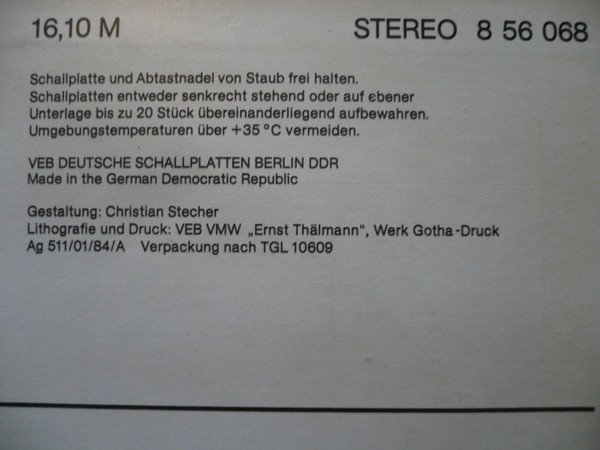 16,10 M STEREO 8 56 068
Schallplatte und Abtastnadel von Staub frei halten.
Schallplatten entweder senkrecht stehend oder auf ebener
Unterlage bis zu 20 Stück übereinanderliegend aufbewahren.
Umgebungstemperaturen über +35 °C vermeiden.
VEB DEUTSCHE SCHALLPLATTEN BERLIN DDR
Made in the German Democratic Republic
Gestaltung: Christian Stecher
Lithografie und Druck: VEB VMW „Ernst Thälmann“, Werk Gotha-Druck
Ag 511/01/84/A Verpackung nach TGL 10609